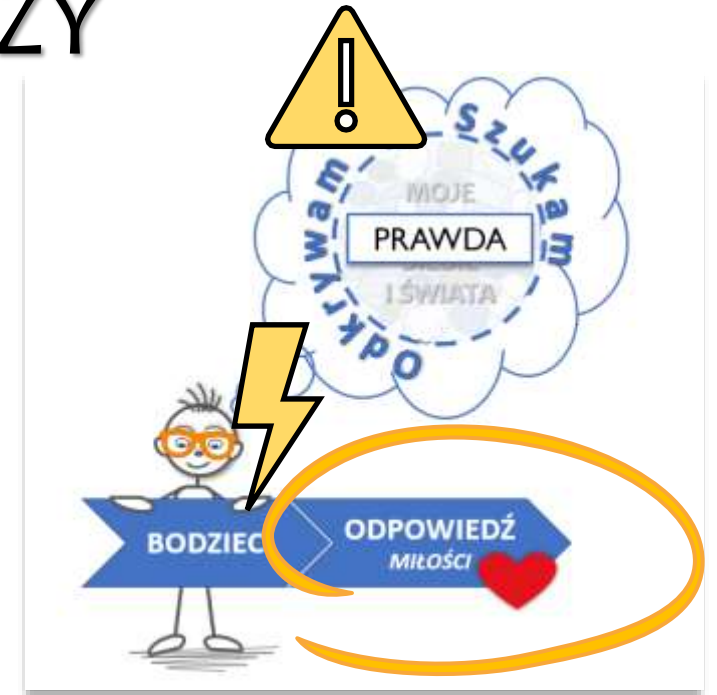 ZY
Szukam
Odkrywam
MOJE
PRAWDA
I ŚWIATA
BODZIEC
ODPOWIEDŹ
MIŁOŚCI